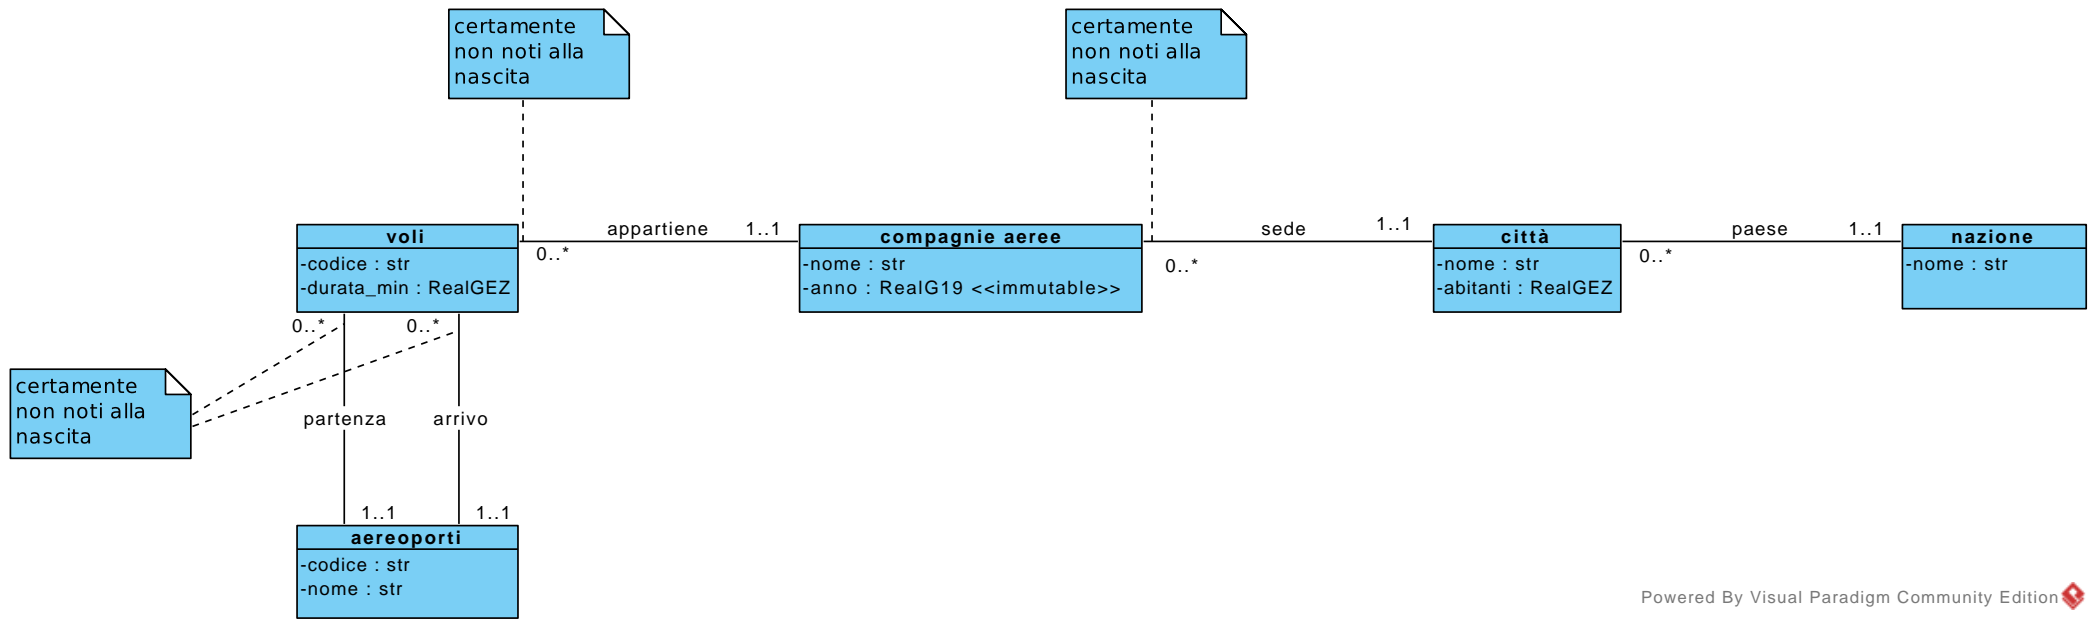 certamente
non noti alla
nascita
certamente
non noti alla
nascita
voli
-codice : str
-durata_min : RealGEZ
0..*
appartiene
1..1
compagnie aeree
-nome : str
-anno : RealG19 <<immutable>>
0..*
sede
1..1
città
-nome : str
-abitanti : RealGEZ
0..*
paese
1..1
nazione
-nome : str
0..*
0..*
certamente
non noti alla
nascita
partenza
arrivo
1..1
1..1
aereoporti
-codice : str
-nome : str
Powered By Visual Paradigm Community Edition